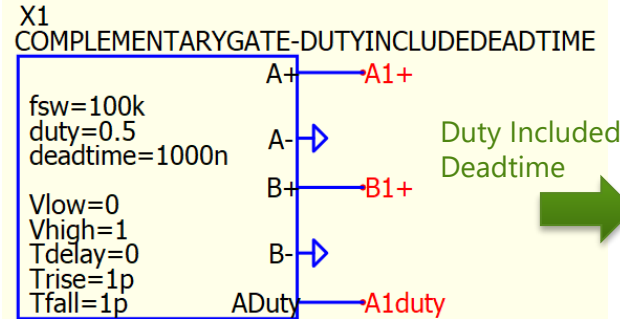 X1
COMPLEMENTARYGATE-DUTYINCLUDEDEADTIME
A+
A1+
fsw=100k
duty=0.5
deadtime=1000n
A-
Duty Included
Deadtime
B+
B1+
Vlow=0
Vhigh=1
Tdelay=0
Trise=1p
Tfall=1p
B-
ADuty
A1duty